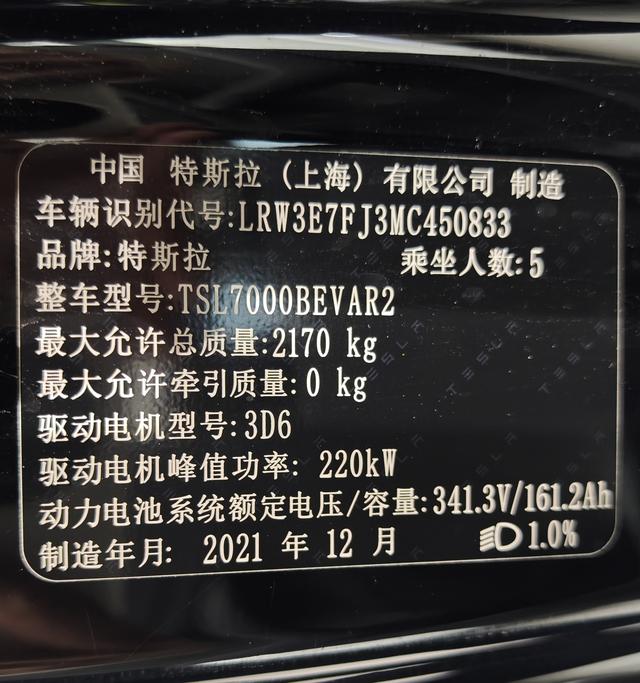 中国 特斯拉 (上海) 有限公司 制造
车辆识别代号:LRW3E7FJ3MC450833
品牌:特斯拉 乘坐人数:5
整车型号:TSL7000BEVAR2
最大允许总质量:2170 kg
最大允许牵引质量:0 kg
驱动电机型号:3D6
驱动电机峰值功率: 220kW
动力电池系统额定电压/容量:341.3V/161.2Ah
制造年月: 2021 年 12 月 1.0%